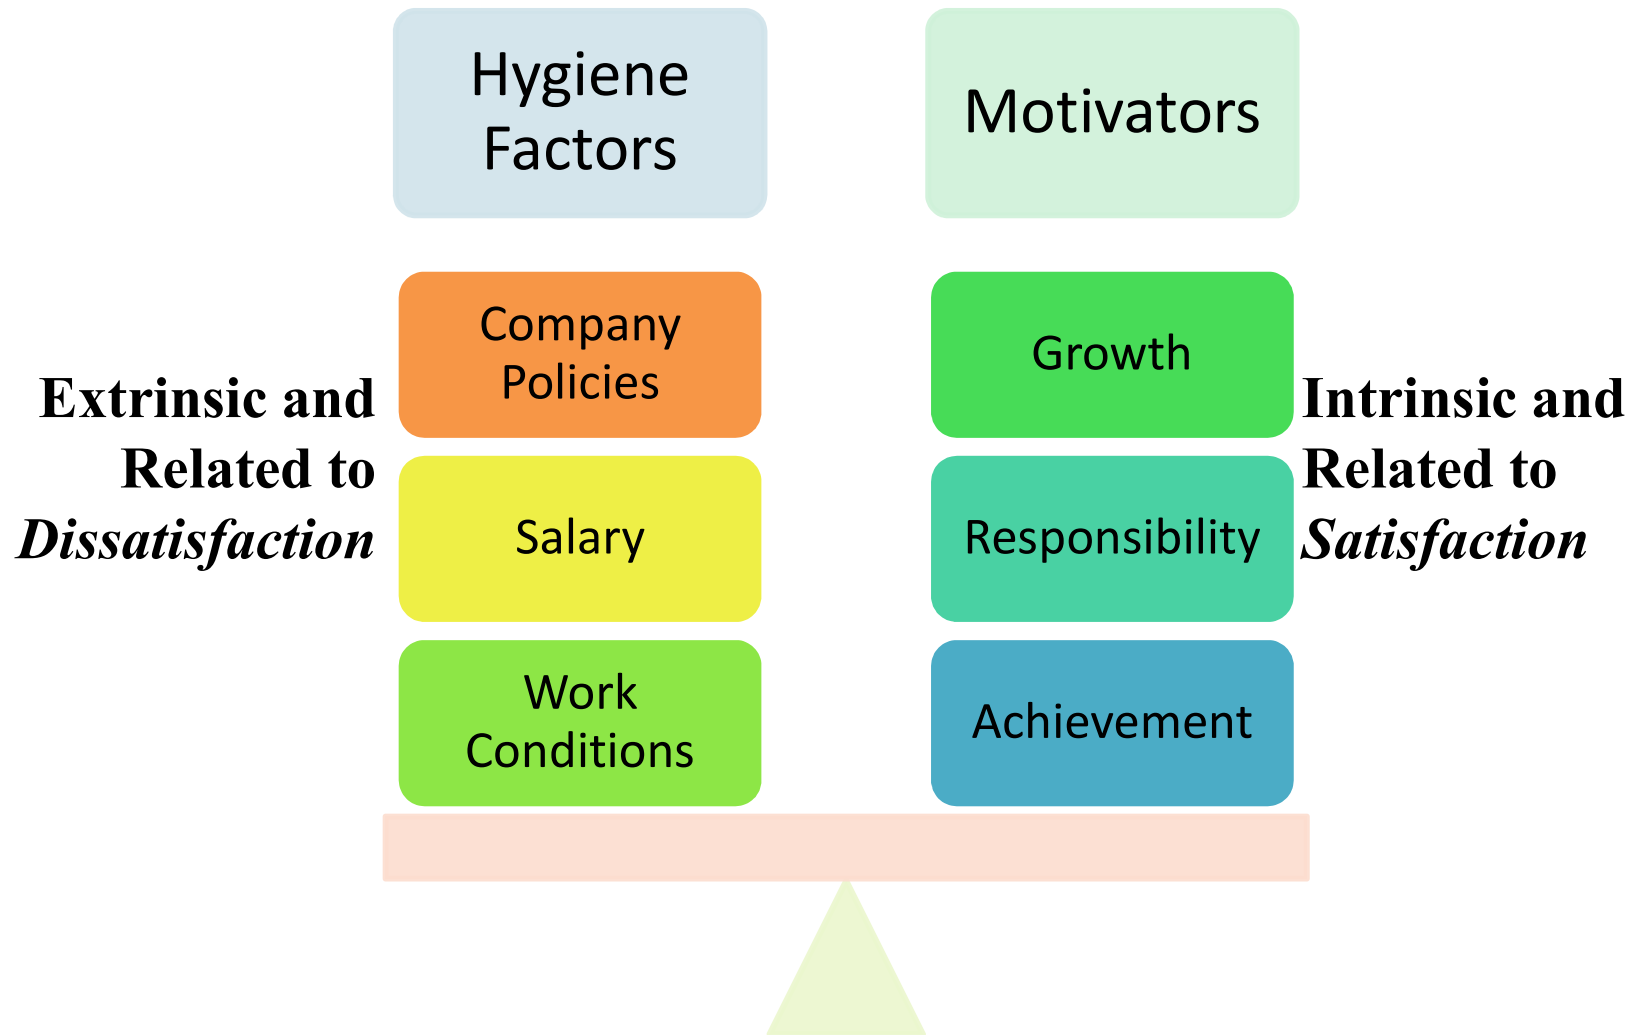 Hygiene
Factors
Motivators
Extrinsic and
Related to
Dissatisfaction
Company
Policies
Salary
Work
Conditions
Growth
Responsibility
Achievement
Intrinsic and
Related to
Satisfaction